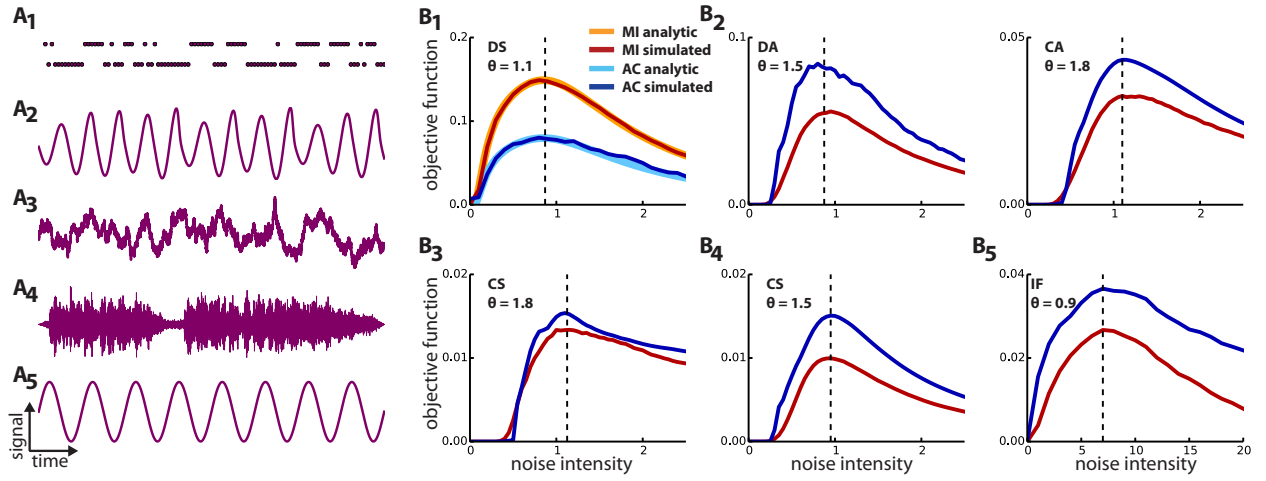 A1
A2
A3
A4
A5
signal
time
B1
DS
θ = 1.1
MI analytic
MI simulated
AC analytic
AC simulated
objective function
0.2
0.1
0.0
0
1
2
B2
DA
θ = 1.5
0.1
0.0
0
1
2
CA
θ = 1.8
0.05
0.00
0
1
2
B3
CS
θ = 1.8
objective function
0.02
0.01
0.00
0
1
2
noise intensity
B4
CS
θ = 1.5
0.02
0.01
0.00
0
1
2
noise intensity
B5
IF
θ = 0.9
0.04
0.02
0.00
0
5
10
15
20
noise intensity